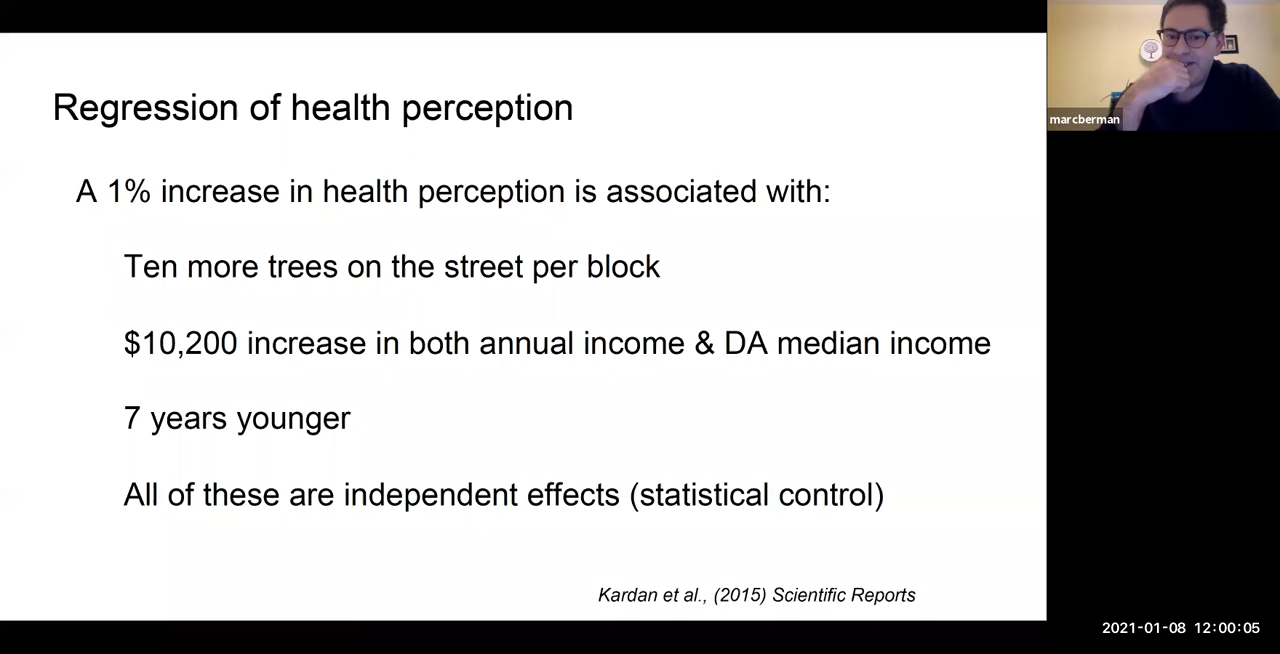 Regression of health perception
A 1% increase in health perception is associated with:
Ten more trees on the street per block
$10,200 increase in both annual income & DA median income
7 years younger
All of these are independent effects (statistical control)
Kardan et al., (2015) Scientific Reports
marcberman
2021-01-08 12:00:05